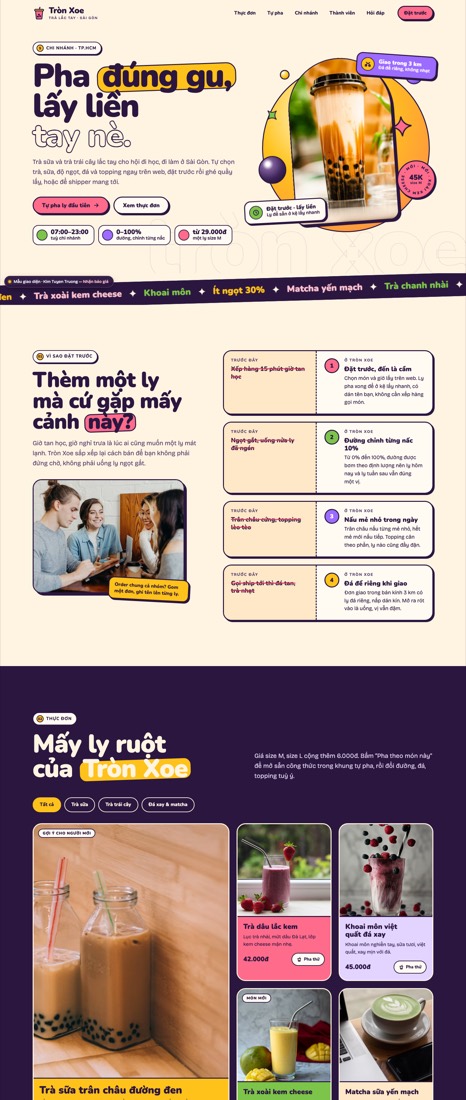 Tròn Xoe
TRÀ LẮC TAY · SÀI GÒN
Thực đơn
Tự pha
Chi nhánh
Thành viên
Hỏi đáp
Đặt trước
CHI NHÁNH · TP.HCM
Pha đúng gu,
lấy liền
tay nè.
Trà sữa và trà trái cây lắc tay cho hội đi học, đi làm ở Sài Gòn. Tự chọn
trà, sữa, độ ngọt, đá và topping ngay trên web, đặt trước rồi ghé quầy
lấy, hoặc để shipper mang tới.
Tự pha ly đầu tiên →
Xem thực đơn
07:00–23:00
tuỳ chi nhánh
0–100%
đường, chỉnh từng nấc
từ 29.000đ
một ly size M
Giao trong 3 km
Đá để riêng, không nhạt
45K
Đặt trước · lấy liền
Ly để sẵn ở kệ lấy nhanh
Tròn Xoe
Mẫu giao diện · Kim Tuyen Truong — Nhận báo giá
đen ✦ Trà xoài kem cheese ✦ Khoai môn ✦ Ít ngọt 30% ✦ Matcha yến mạch ✦ Trà chanh nhài ✦
VÌ SAO ĐẶT TRƯỚC
Thèm một ly
mà cứ gặp mấy
cảnh này?
Giờ tan học, giờ nghỉ trưa là lúc ai cũng muốn một ly mát
lạnh. Tròn Xoe sắp xếp lại cách bán để bạn không phải
đứng chờ, không phải uống ly ngọt gắt.
Order chung cả nhóm? Gom
một đơn, ghi tên lên từng ly.
TRƯỚC ĐÂY
Xếp hàng 15 phút giờ tan
học
1
Ở TRÒN XOE
Đặt trước, đến là cầm
Chọn món và giờ lấy trên web. Ly
pha xong để ở kệ lấy nhanh, có
dán tên bạn, không cần xếp hàng
gọi món.
TRƯỚC ĐÂY
Ngọt gắt, uống nửa ly
đã ngán
2
Ở TRÒN XOE
Đường chỉnh từng nấc
10%
Từ 0% đến 100%, đường được
bơm theo định lượng nên ly hôm
nay và ly tuần sau vẫn đúng
một vị.
TRƯỚC ĐÂY
Trân châu cứng, topping
lèo tèo
3
Ở TRÒN XOE
Nấu mẻ nhỏ trong ngày
Trân châu nấu từng mẻ nhỏ, hết
mẻ mới nấu tiếp. Topping cân
theo phần, ly nào cũng đầy đặn.
TRƯỚC ĐÂY
Gọi ship tới thì đá tan,
trà nhạt
4
Ở TRÒN XOE
Đá để riêng khi giao
Đơn giao trong bán kính 3 km có
ly đá riêng, nắp dán kín. Mở ra rót
vào là uống, vị vẫn đậm.
THỰC ĐƠN
Mấy ly ruột
của Tròn Xoe
Giá size M, size L cộng thêm 6.000đ. Bấm "Pha theo món này"
để mở sẵn công thức trong khung tự pha, rồi đổi đường, đá,
topping tuỳ ý.
Tất cả
Trà sữa
Trà trái cây
Đá xay & matcha
GỢI Ý CHO NGƯỜI MỚI
Trà sữa trân châu đường đen
Trà dâu lắc kem
Lục trà nhài, mứt dâu Đà Lạt, lớp
kem cheese mặn nhẹ.
42.000đ
Pha thử
Khoai môn việt
quất đá xay
Khoai môn nghiền tay, sữa tươi, việt
quất, xay mịn với đá.
45.000đ
Pha thử
MÓN MỚI
Trà xoài kem cheese
Matcha sữa yến mạch